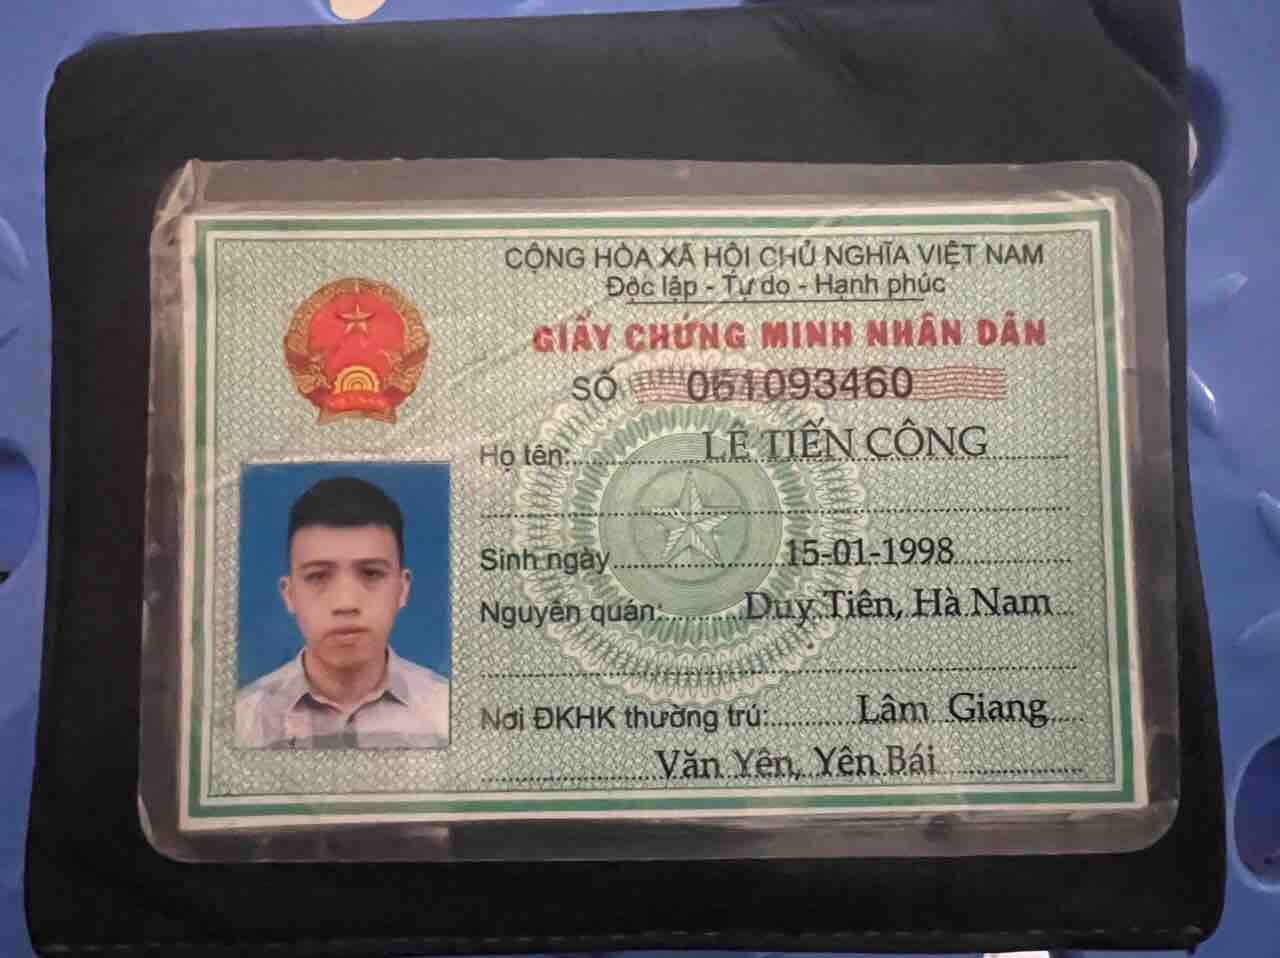 CỘNG HÒA XÃ HỘI CHỦ NGHĨA VIỆT NAM
Độc lập - Tự do - Hạnh phúc
GIẤY CHỨNG MINH NHÂN DÂN
SỐ 061093460
Họ tên: LÊ TIẾN CÔNG
Sinh ngày 15-01-1998
Nguyên quán: Duy Tiên, Hà Nam
Nơi ĐKHK thường trú: Lâm Giang
Văn Yên, Yên Bái